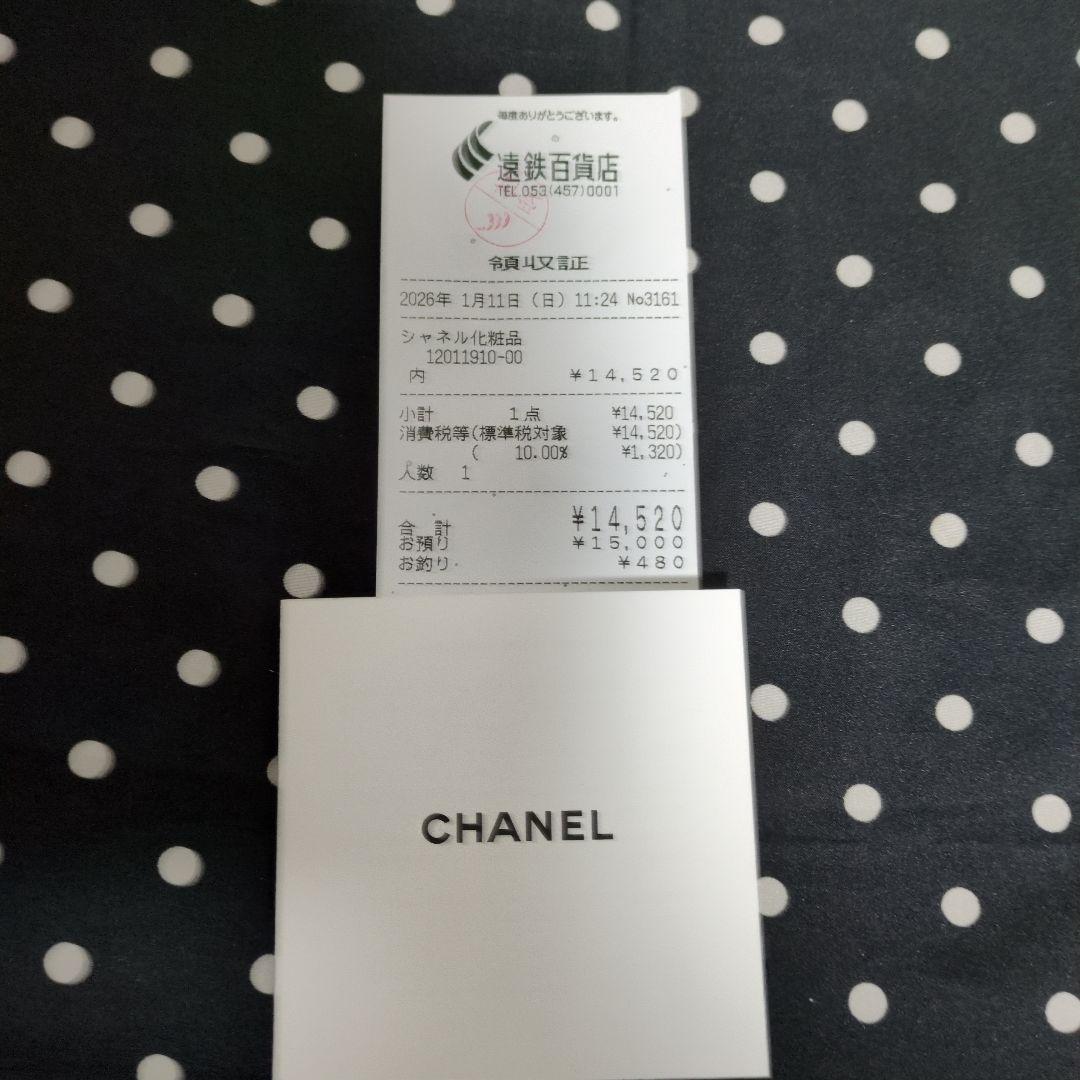 毎度ありがとうございます。
遠鉄百貨店
TEL.053(457)0001
領収証
2026年 1月11日 (日) 11:24 No3161
シャネル化粧品
12011910-00
内 ¥14,520
小計 1点 ¥14,520
消費税等(標準税対象 ¥14,520)
( 10.00% ¥1,320)
人数 1
合 計 ¥14,520
お預り ¥15,000
お釣り ¥480
CHANEL